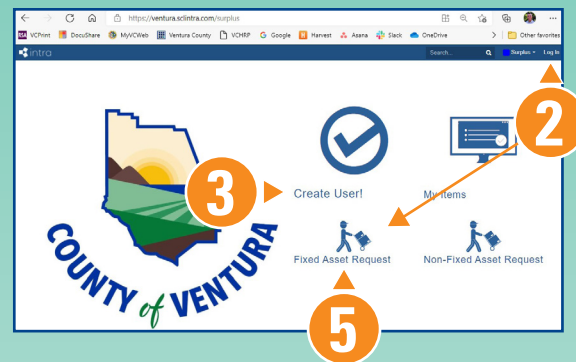 https://ventura.sclintra.com/surplus
VCPrint DocuShare MyVCWeb Ventura County VCHRP Google Harvest Asana Slack OneDrive Other favorites
intra Search... Surplus Log In
2
3
Create User!
My Items
Fixed Asset Request
Non-Fixed Asset Request
5
COUNTY of VENTURA